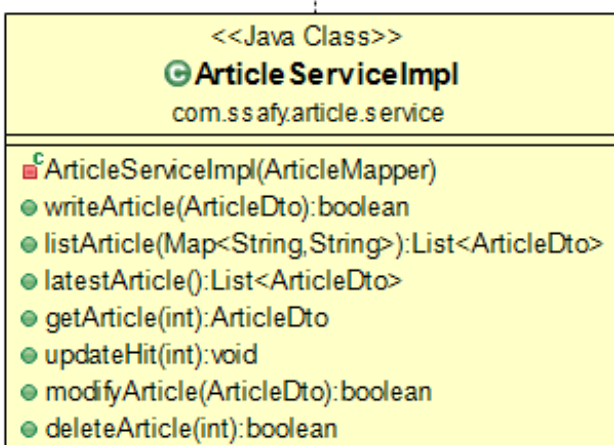 <<Java Class>>
C ArticleServiceImpl
com.ssafy.article.service
c ArticleServiceImpl(ArticleMapper)
writeArticle(ArticleDto):boolean
listArticle(Map<String,String>):List<ArticleDto>
latestArticle():List<ArticleDto>
getArticle(int):ArticleDto
updateHit(int):void
modifyArticle(ArticleDto):boolean
deleteArticle(int):boolean